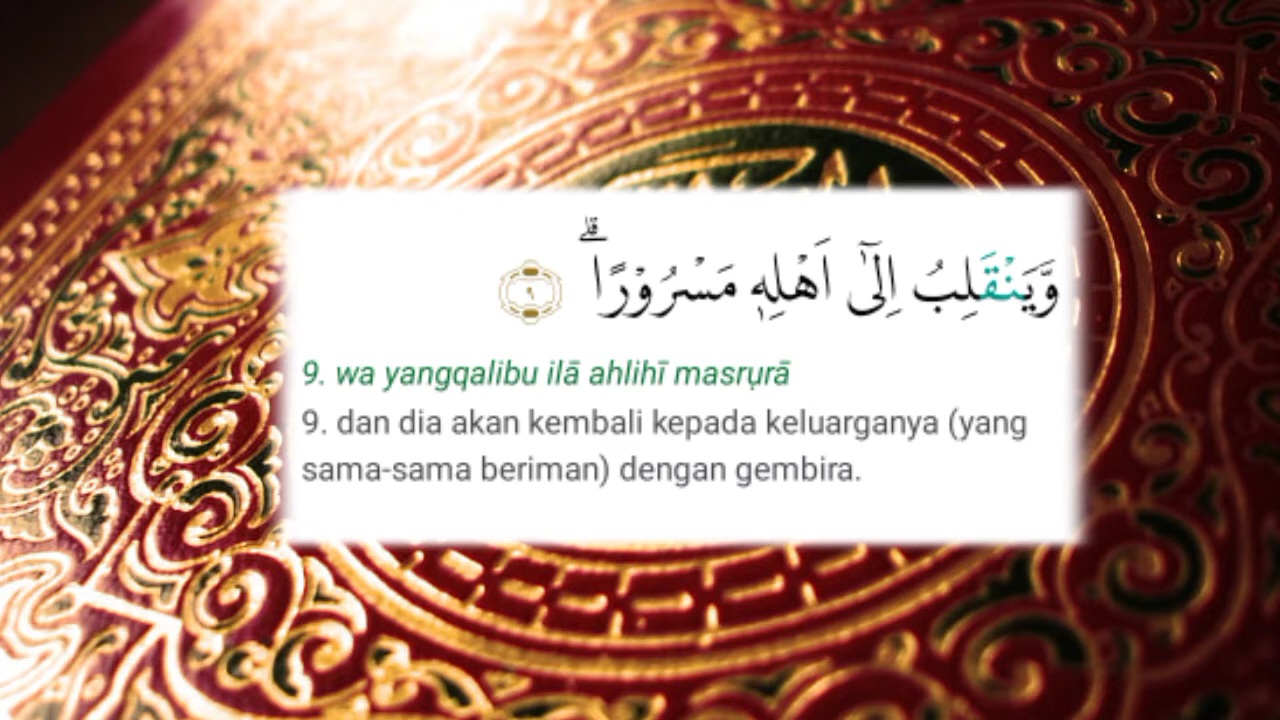 وَّيَنْقَلِبُ اِلٰٓى اَهْلِهٖ مَسْرُوْرًاۗ ٩
9. wa yangqalibu ilā ahlihī masrụrā
9. dan dia akan kembali kepada keluarganya (yang
sama-sama beriman) dengan gembira.